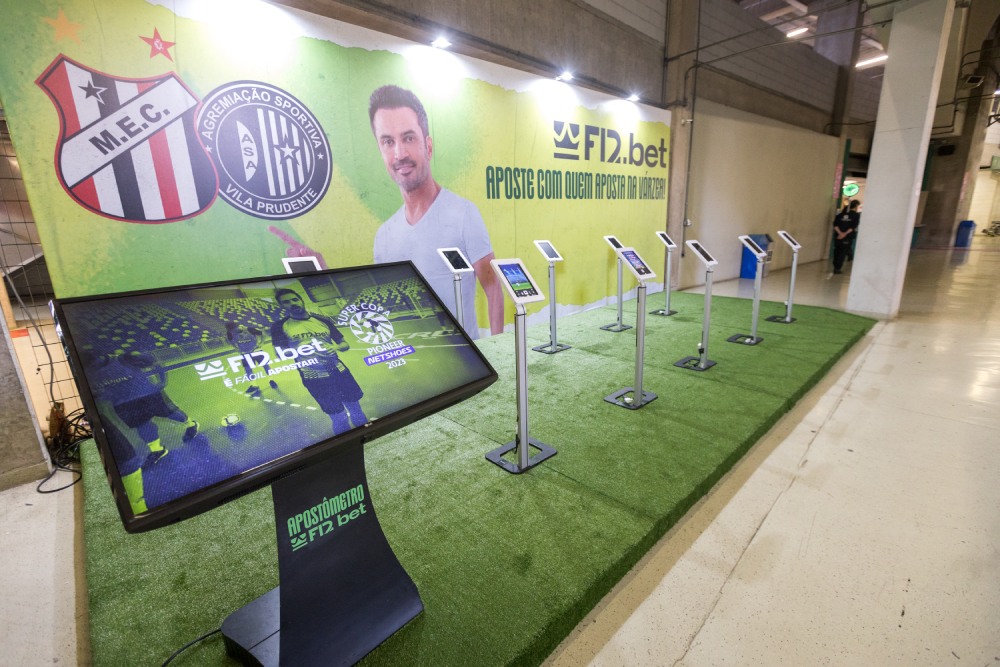 M.E.C.
AGREMIAÇÃO SPORTIVA
ASA
VILA PRUDENTE
F12.bet
APOSTE COM QUEM APOSTA NA VÁRZEA!
F12.bet
É FÁCIL APOSTAR!
SUPER COPA
PIONEER
NETSHOES
2023
APOSTÔMETRO
F12.bet